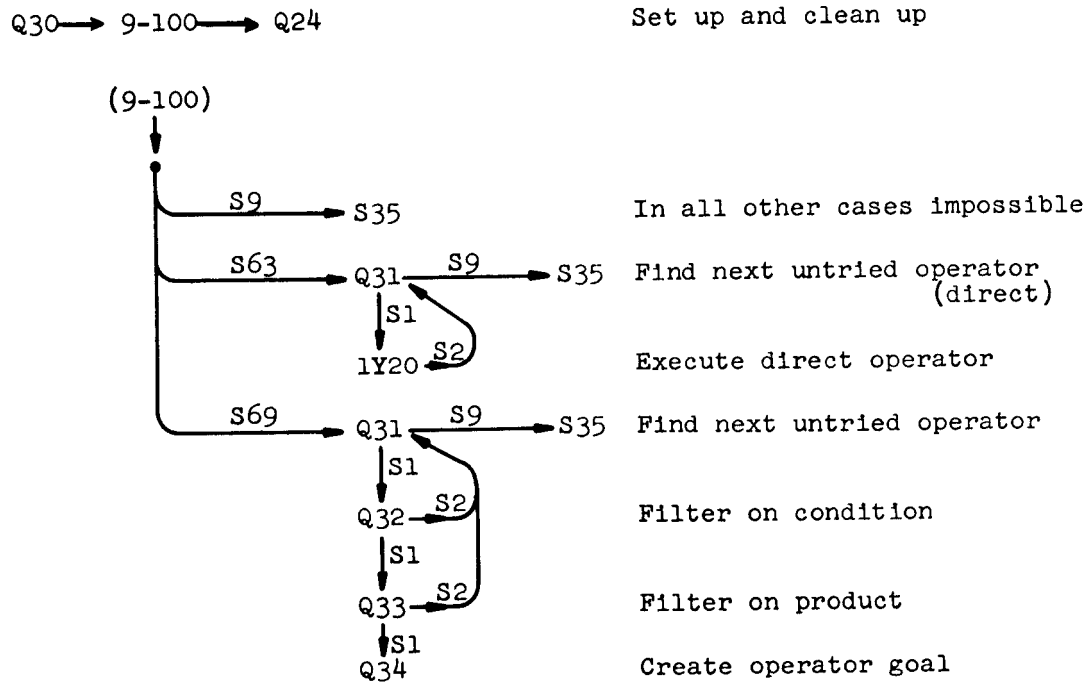 Q30 9-100 Q24 Set up and clean up
(9-100)
S9 S35 In all other cases impossible
S63 Q31 S9 S35 Find next untried operator
(direct)
S1
1Y20 S2 Execute direct operator
S69 Q31 S9 S35 Find next untried operator
S1
Q32 S2 Filter on condition
S1
Q33 S2 Filter on product
S1
Q34 Create operator goal